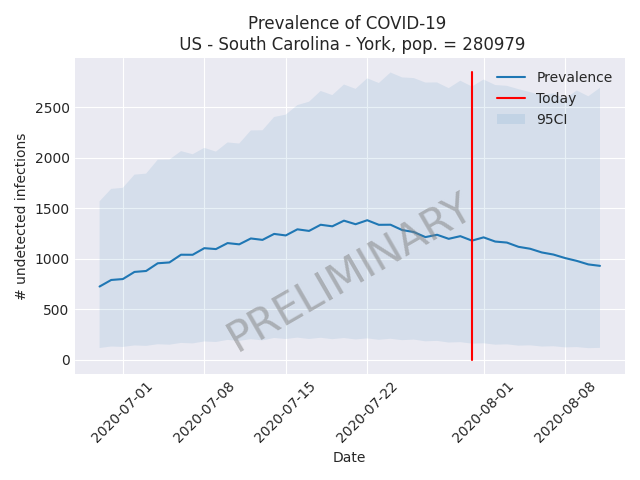 Prevalence of COVID-19
US - South Carolina - York, pop. = 280979
# undetected infections
2500
2000
1500
1000
500
0
Prevalence
Today
95CI
PRELIMINARY
2020-07-01
2020-07-08
2020-07-15
2020-07-22
2020-08-01
2020-08-08
Date